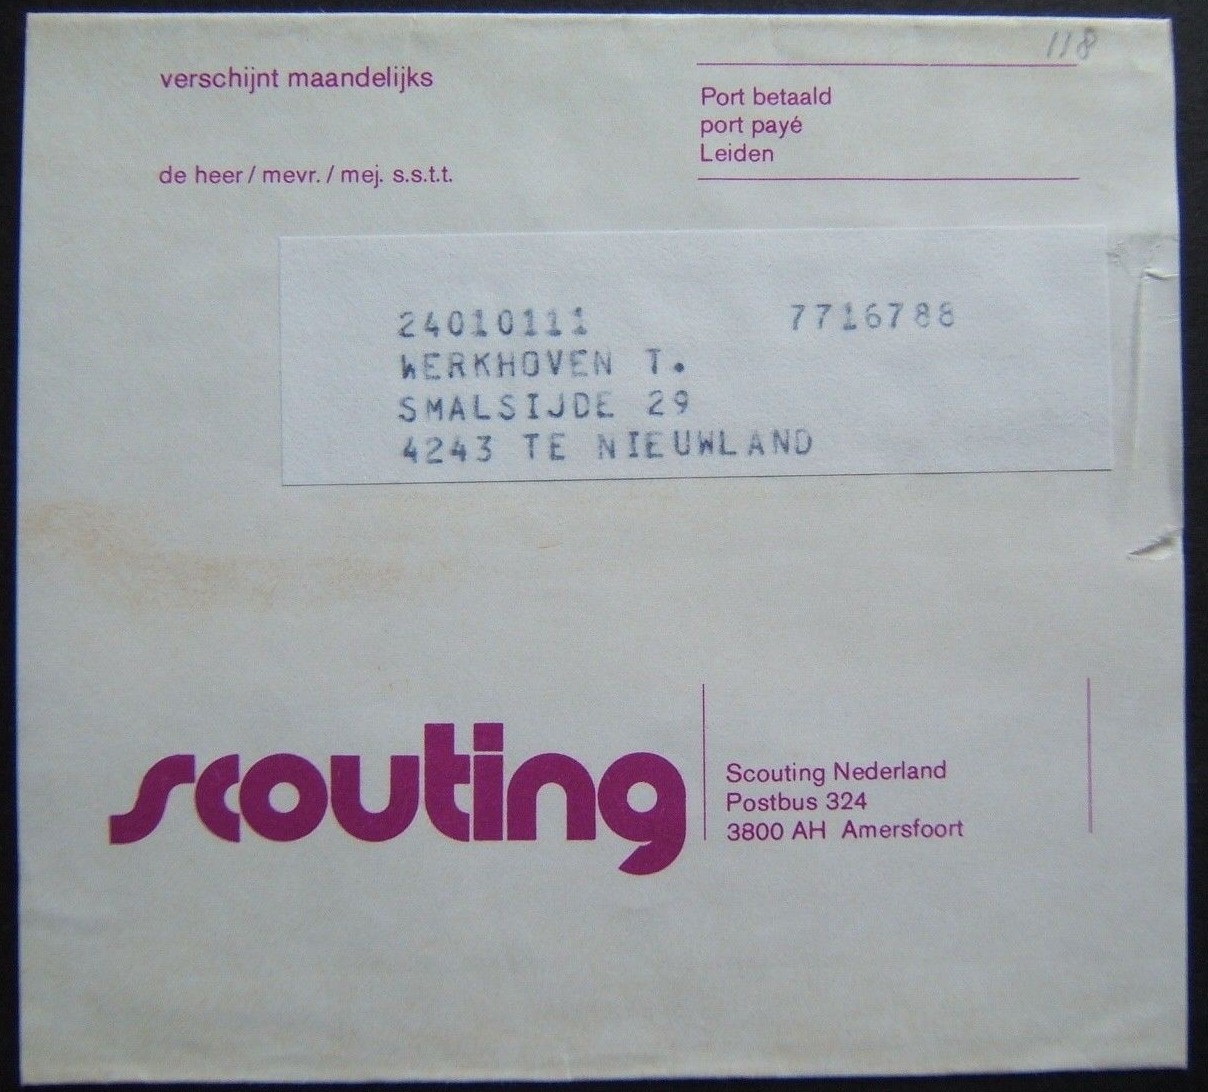 118
verschijnt maandelijks
Port betaald
port payé
Leiden
de heer / mevr. / mej. s.s.t.t.
24010111 7716788
WERKHOVEN T.
SMALSIJDE 29
4243 TE NIEUWLAND
scouting
Scouting Nederland
Postbus 324
3800 AH Amersfoort